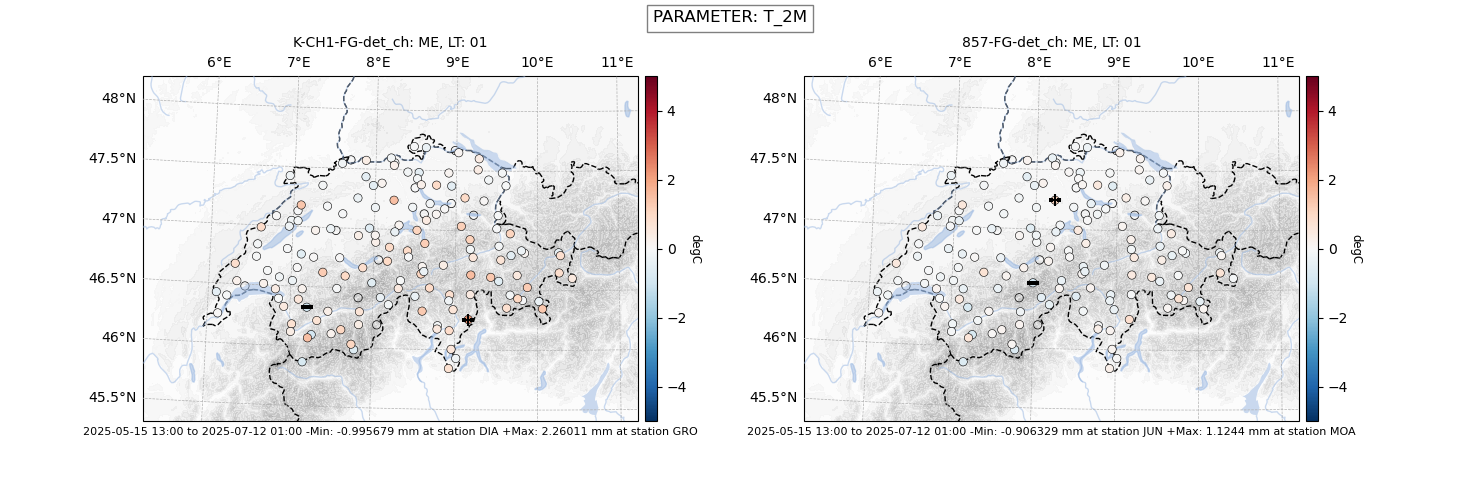 PARAMETER: T_2M
K-CH1-FG-det_ch: ME, LT: 01
857-FG-det_ch: ME, LT: 01
6°E 7°E 8°E 9°E 10°E 11°E
6°E 7°E 8°E 9°E 10°E 11°E
48°N
47.5°N
47°N
46.5°N
46°N
45.5°N
4
2
0
−2
−4
degC
48°N
47.5°N
47°N
46.5°N
46°N
45.5°N
4
2
0
−2
−4
degC
2025-05-15 13:00 to 2025-07-12 01:00 -Min: -0.995679 mm at station DIA +Max: 2.26011 mm at station GRO
2025-05-15 13:00 to 2025-07-12 01:00 -Min: -0.906329 mm at station JUN +Max: 1.1244 mm at station MOA